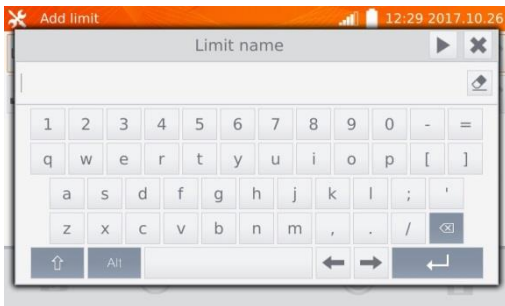 Add limit 12:29 2017.10.26
Limit name
1 2 3 4 5 6 7 8 9 0 - =
q w e r t y u i o p [ ]
a s d f g h j k l ; '
z x c v b n m , . /
Alt